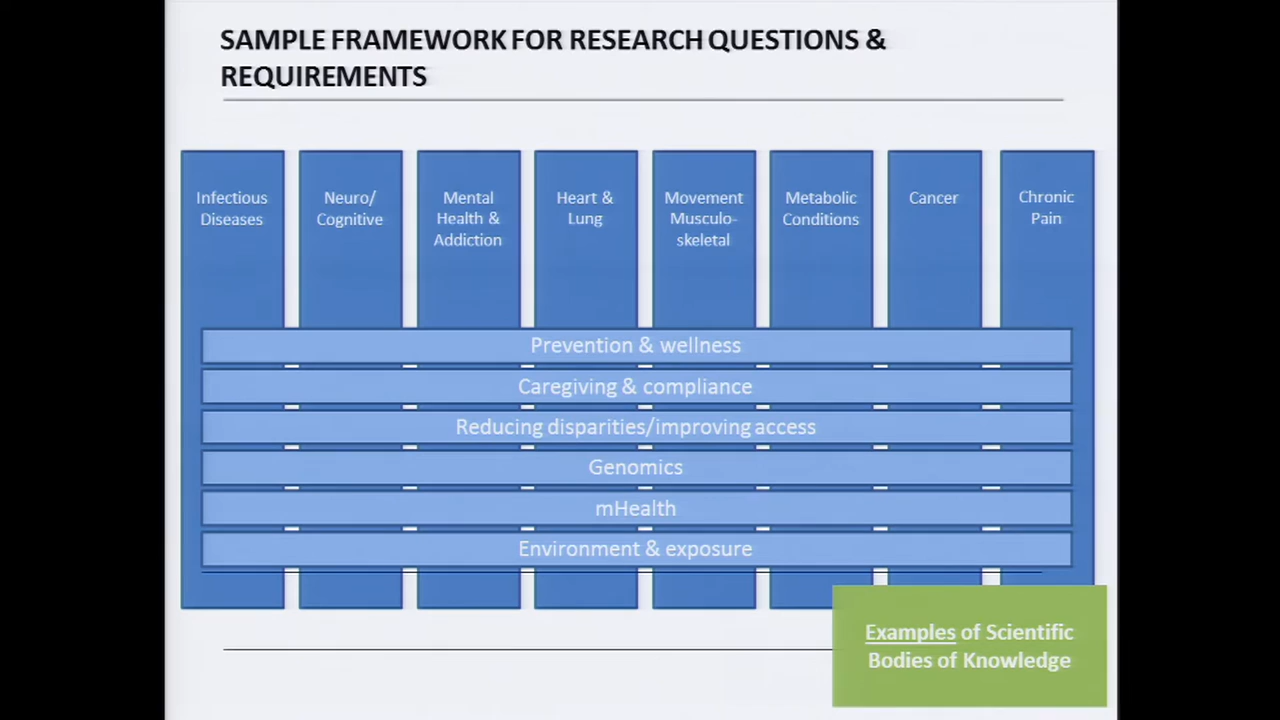 SAMPLE FRAMEWORK FOR RESEARCH QUESTIONS &
REQUIREMENTS
Infectious
Diseases
Neuro/
Cognitive
Mental
Health &
Addiction
Heart &
Lung
Movement
Musculo-
skeletal
Metabolic
Conditions
Cancer
Chronic
Pain
Prevention & wellness
Caregiving & compliance
Reducing disparities/improving access
Genomics
mHealth
Environment & exposure
Examples of Scientific
Bodies of Knowledge